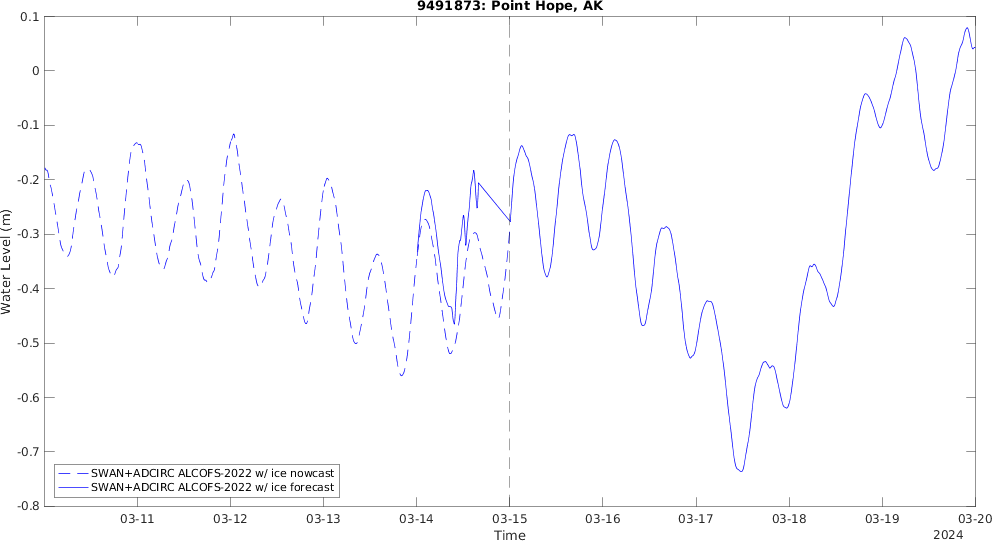 9491873: Point Hope, AK
Water Level (m)
0.1
0
-0.1
-0.2
-0.3
-0.4
-0.5
-0.6
-0.7
-0.8
SWAN+ADCIRC ALCOFS-2022 w/ ice nowcast
SWAN+ADCIRC ALCOFS-2022 w/ ice forecast
03-11 03-12 03-13 03-14 03-15 03-16 03-17 03-18 03-19 03-20
Time
2024